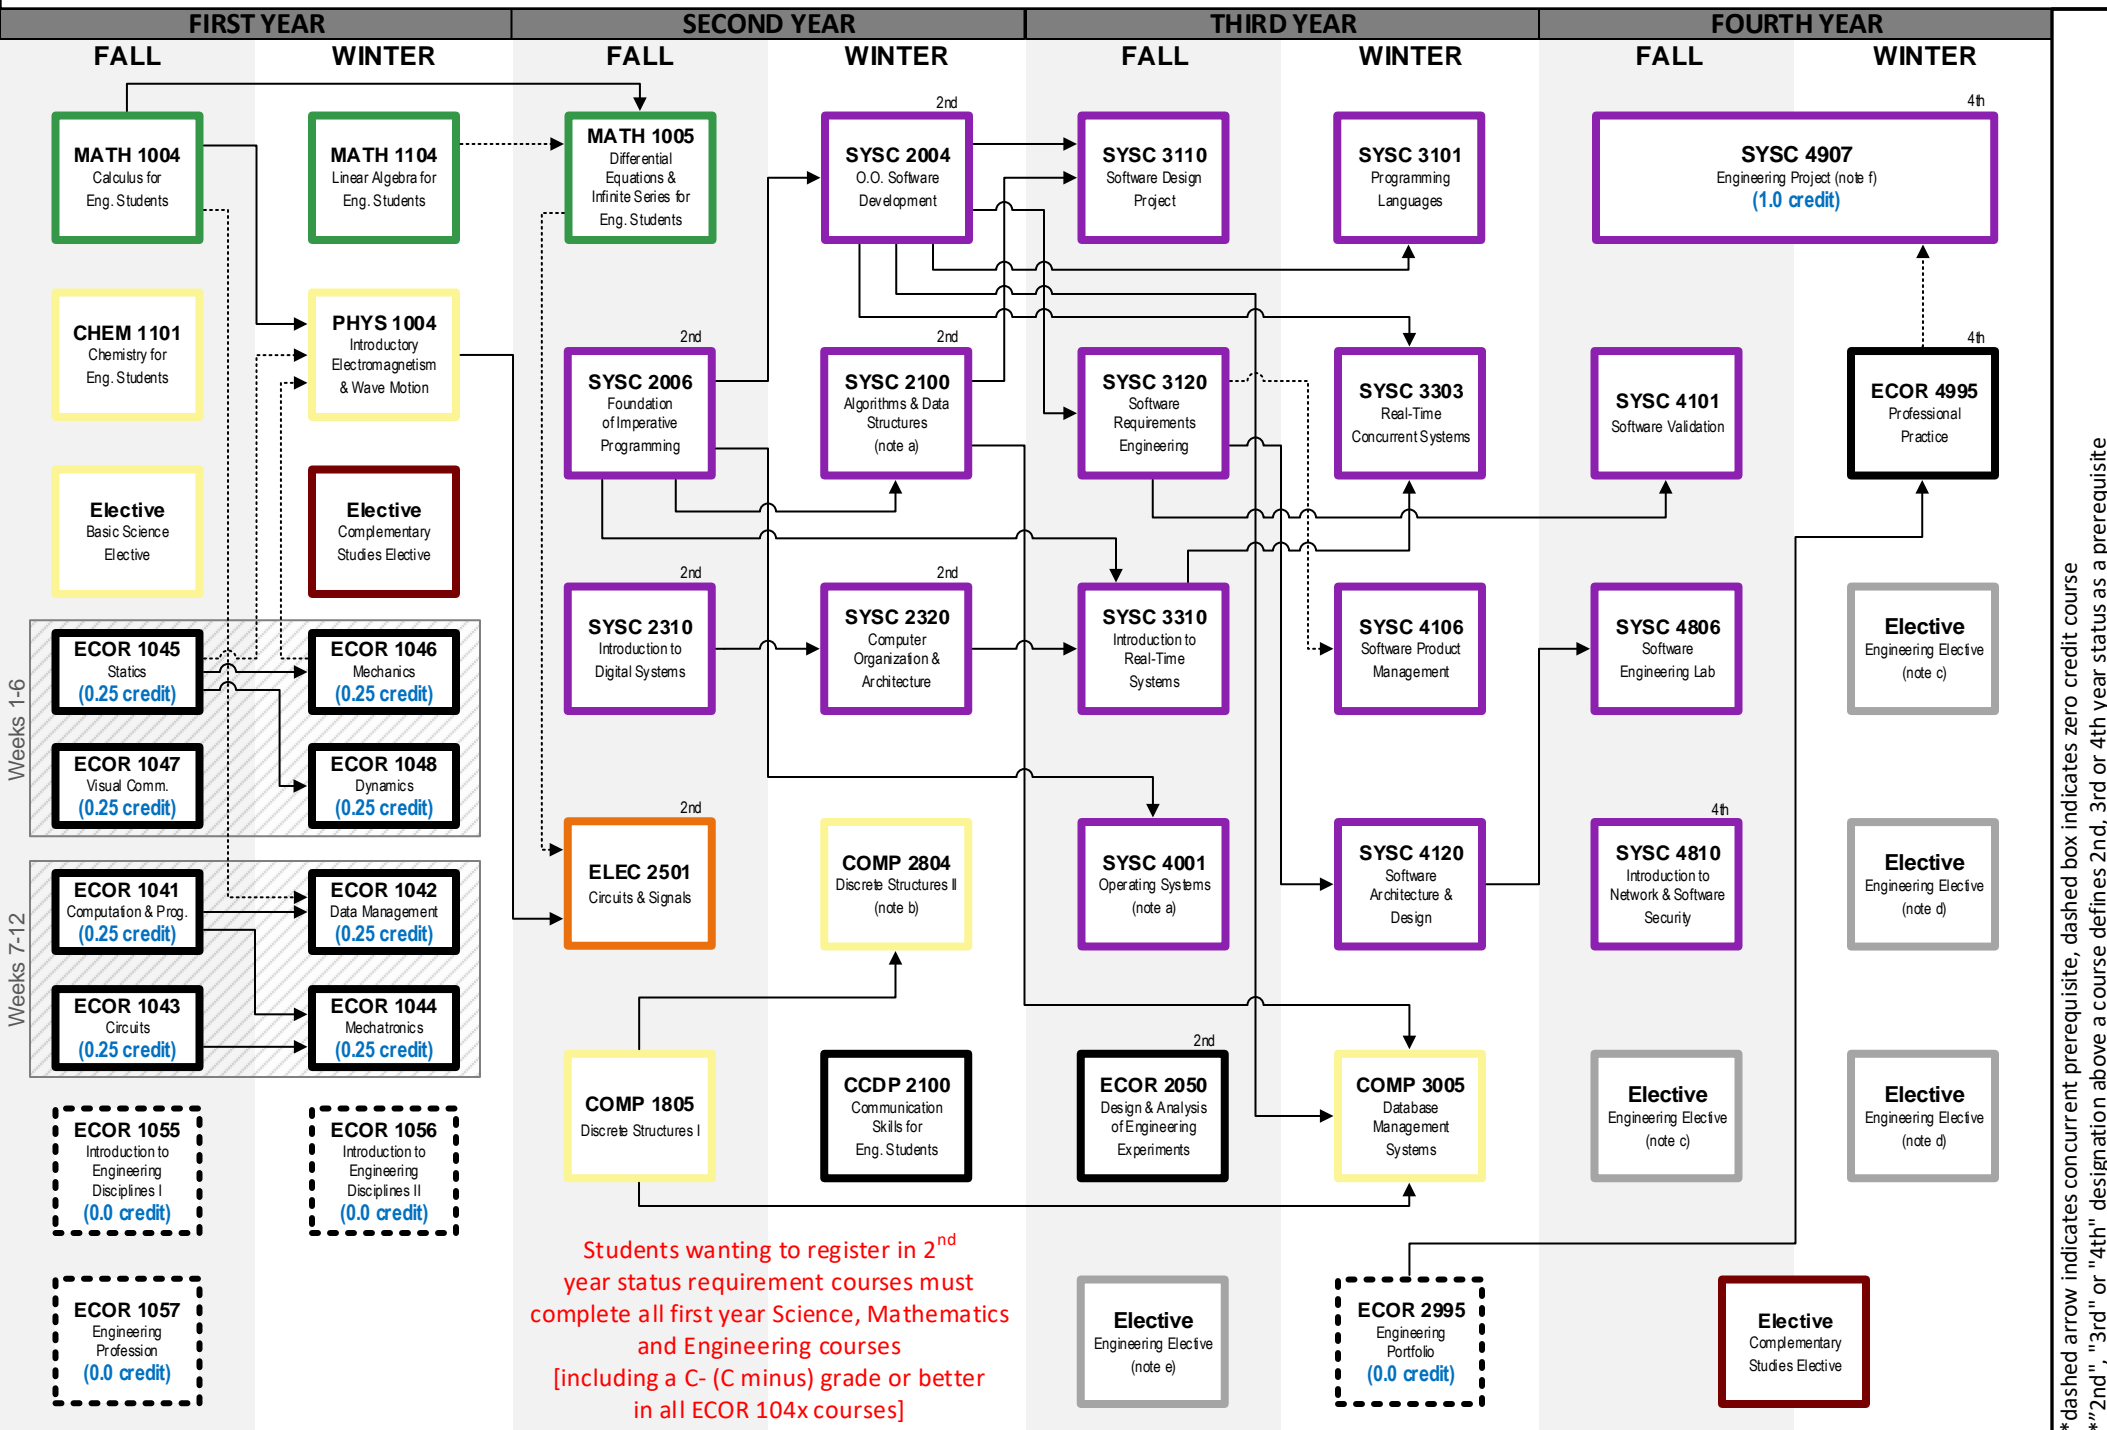 FIRST YEAR
SECOND YEAR
THIRD YEAR
FOURTH YEAR
FALL
WINTER
FALL
WINTER
FALL
WINTER
FALL
WINTER
MATH 1004
Calculus for
Eng. Students
MATH 1104
Linear Algebra for
Eng. Students
MATH 1005
Differential
Equations &
Infinite Series for
Eng. Students
2nd
SYSC 2004
O.O. Software
Development
SYSC 3110
Software Design
Project
SYSC 3101
Programming
Languages
4th
SYSC 4907
Engineering Project (note f)
(1.0 credit)
CHEM 1101
Chemistry for
Eng. Students
PHYS 1004
Introductory
Electromagnetism
& Wave Motion
2nd
SYSC 2006
Foundation
of Imperative
Programming
2nd
SYSC 2100
Algorithms & Data
Structures
(note a)
SYSC 3120
Software
Requirements
Engineering
SYSC 3303
Real-Time
Concurrent Systems
SYSC 4101
Software Validation
4th
ECOR 4995
Professional
Practice
Elective
Basic Science
Elective
Elective
Complementary
Studies Elective
Weeks 1-6
ECOR 1045
Statics
(0.25 credit)
ECOR 1046
Mechanics
(0.25 credit)
2nd
SYSC 2310
Introduction to
Digital Systems
2nd
SYSC 2320
Computer
Organization &
Architecture
SYSC 3310
Introduction to
Real-Time
Systems
SYSC 4106
Software Product
Management
SYSC 4806
Software
Engineering Lab
Elective
Engineering Elective
(note c)
ECOR 1047
Visual Comm.
(0.25 credit)
ECOR 1048
Dynamics
(0.25 credit)
Weeks 7-12
ECOR 1041
Computation & Prog.
(0.25 credit)
ECOR 1042
Data Management
(0.25 credit)
2nd
ELEC 2501
Circuits & Signals
COMP 2804
Discrete Structures II
(note b)
SYSC 4001
Operating Systems
(note a)
SYSC 4120
Software
Architecture &
Design
4th
SYSC 4810
Introduction to
Network & Software
Security
Elective
Engineering Elective
(note d)
ECOR 1043
Circuits
(0.25 credit)
ECOR 1044
Mechatronics
(0.25 credit)
COMP 1805
Discrete Structures I
CCDP 2100
Communication
Skills for
Eng. Students
2nd
ECOR 2050
Design & Analysis
of Engineering
Experiments
COMP 3005
Database
Management
Systems
Elective
Engineering Elective
(note c)
Elective
Engineering Elective
(note d)
ECOR 1055
Introduction to
Engineering
Disciplines I
(0.0 credit)
ECOR 1056
Introduction to
Engineering
Disciplines II
(0.0 credit)
ECOR 1057
Engineering
Profession
(0.0 credit)
Students wanting to register in 2nd
year status requirement courses must
complete all first year Science, Mathematics
and Engineering courses
[including a C- (C minus) grade or better
in all ECOR 104x courses]
Elective
Engineering Elective
(note e)
ECOR 2995
Engineering
Portfolio
(0.0 credit)
Elective
Complementary
Studies Elective
*dashed arrow indicates concurrent prerequisite, dashed box indicates zero credit course
*"2nd", "3rd" or "4th" designation above a course defines 2nd, 3rd or 4th year status as a prerequisite